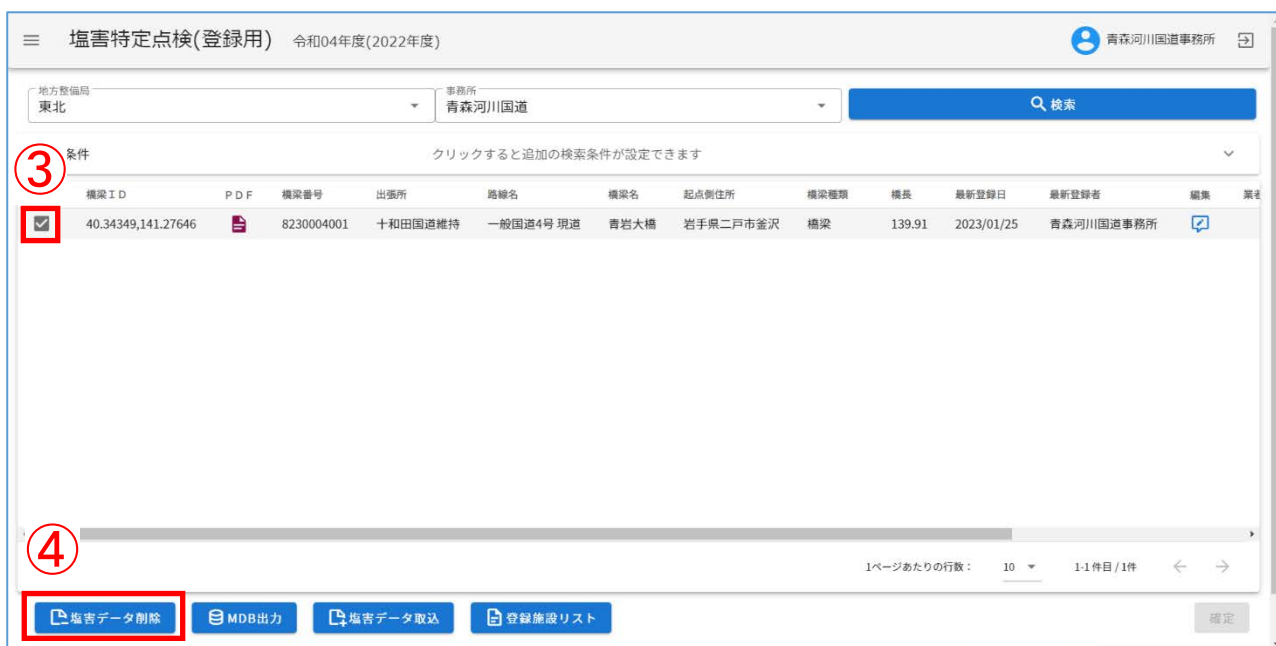 塩害特定点検(登録用) 令和04年度(2022年度) 青森河川国道事務所
地方整備局 事務所
東北 青森河川国道 検索
③ 条件 クリックすると追加の検索条件が設定できます
橋梁ID PDF 橋梁番号 出張所 路線名 橋梁名 起点側住所 橋梁種類 橋長 最新登録日 最新登録者 編集 業者
40.34349,141.27646 8230004001 十和田国道維持 一般国道4号 現道 青岩大橋 岩手県二戸市釜沢 橋梁 139.91 2023/01/25 青森河川国道事務所
④
1ページあたりの行数： 10 1-1 件目 / 1件
塩害データ削除 MDB出力 塩害データ取込 登録施設リスト 確定